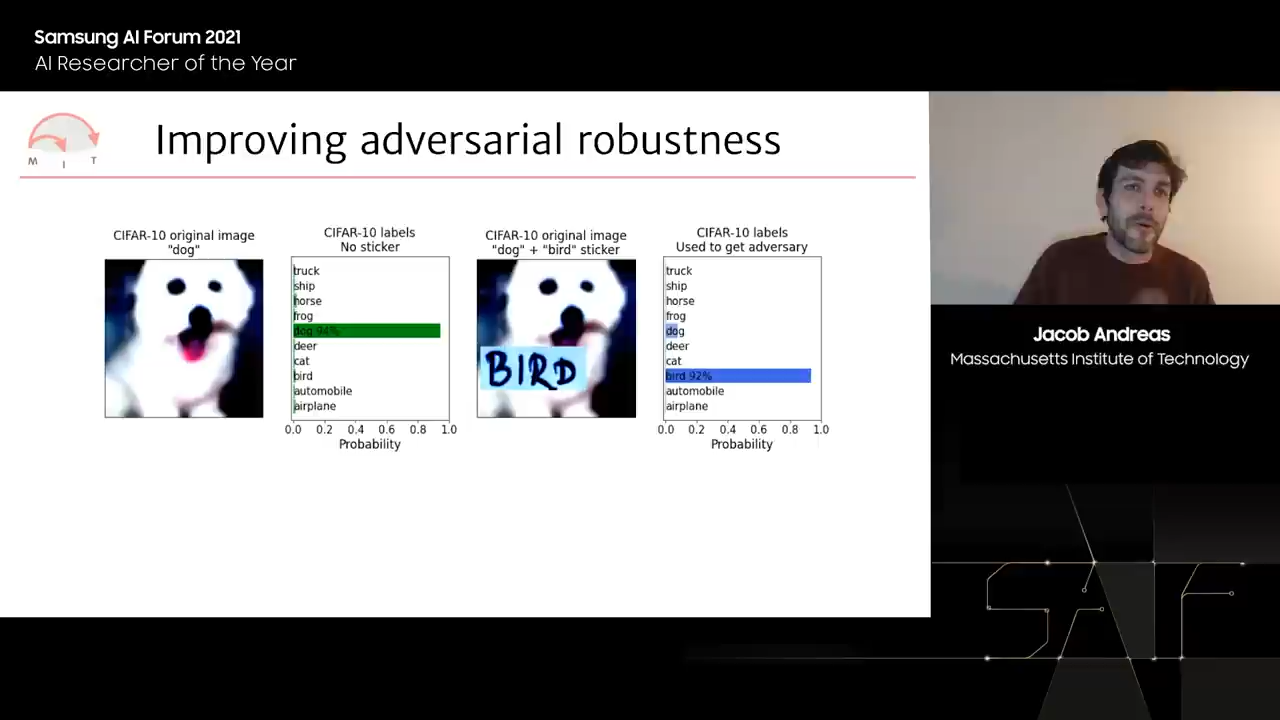 Samsung AI Forum 2021
AI Researcher of the Year
M I T
Improving adversarial robustness
CIFAR-10 original image
"dog"
CIFAR-10 labels
No sticker
truck
ship
horse
frog
dog 94%
deer
cat
bird
automobile
airplane
0.0 0.2 0.4 0.6 0.8 1.0
Probability
CIFAR-10 original image
"dog" + "bird" sticker
BIRD
CIFAR-10 labels
Used to get adversary
truck
ship
horse
frog
dog
deer
cat
bird 92%
automobile
airplane
0.0 0.2 0.4 0.6 0.8 1.0
Probability
Jacob Andreas
Massachusetts Institute of Technology
SAF